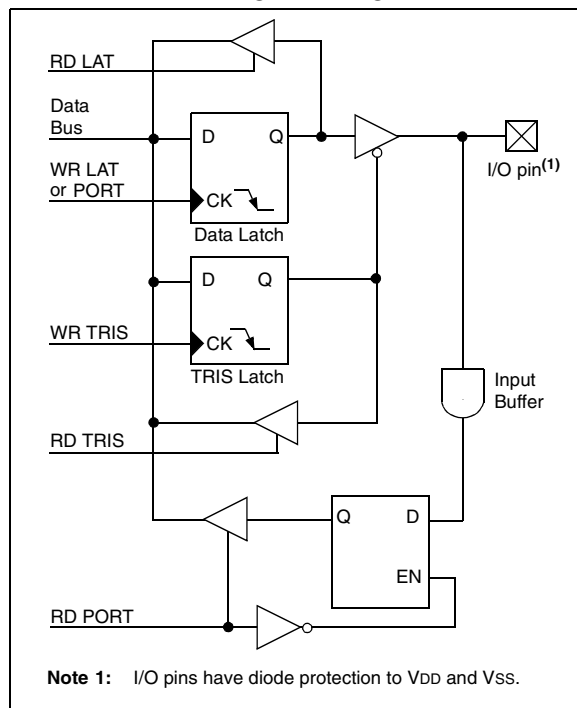 RD LAT
Data
Bus
D Q
I/O pin(1)
WR LAT
or PORT
CK
Data Latch
D Q
WR TRIS
CK
TRIS Latch
Input
Buffer
RD TRIS
Q D
EN
RD PORT
Note 1: I/O pins have diode protection to VDD and VSS.